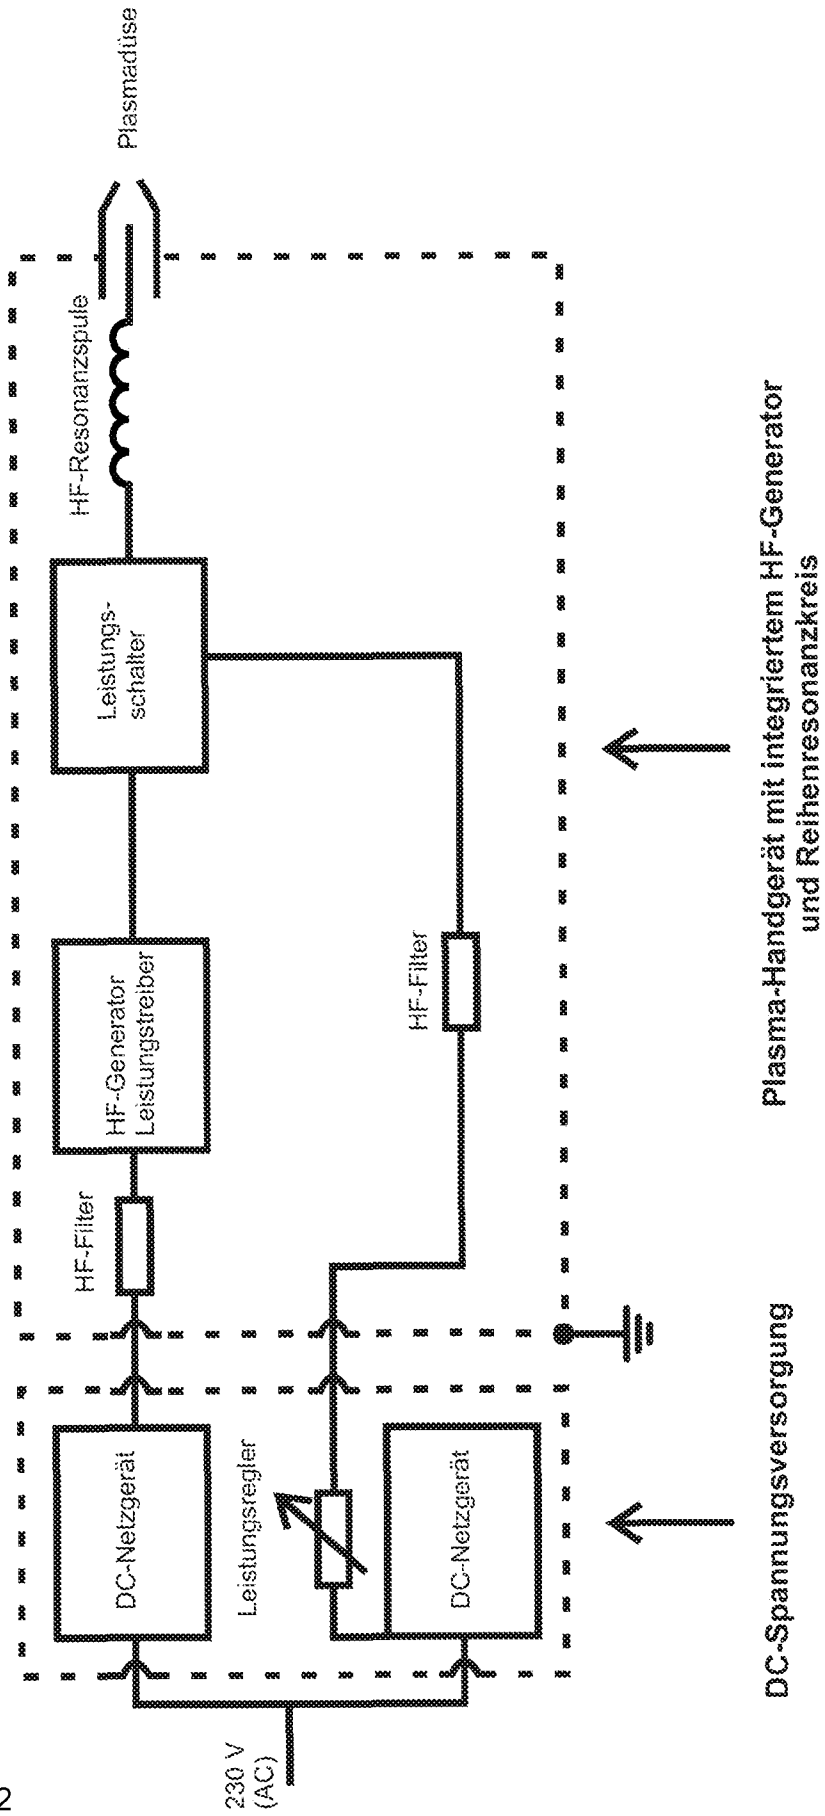 2
230 V
(AC)
DC-Netzgerät
Leistungsregler
DC-Netzgerät
HF-Filter
HF-Generator
Leistungstreiber
HF-Filter
Leistungs-
schalter
HF-Resonanzspule
Plasmadüse
DC-Spannungsversorgung
Plasma-Handgerät mit integriertem HF-Generator
und Reihenresonanzkreis